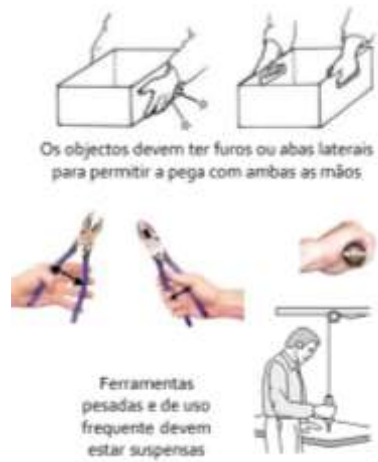 Os objectos devem ter furos ou abas laterais
para permitir a pega com ambas as mãos
Ferramentas
pesadas e de uso
frequente devem
estar suspensas